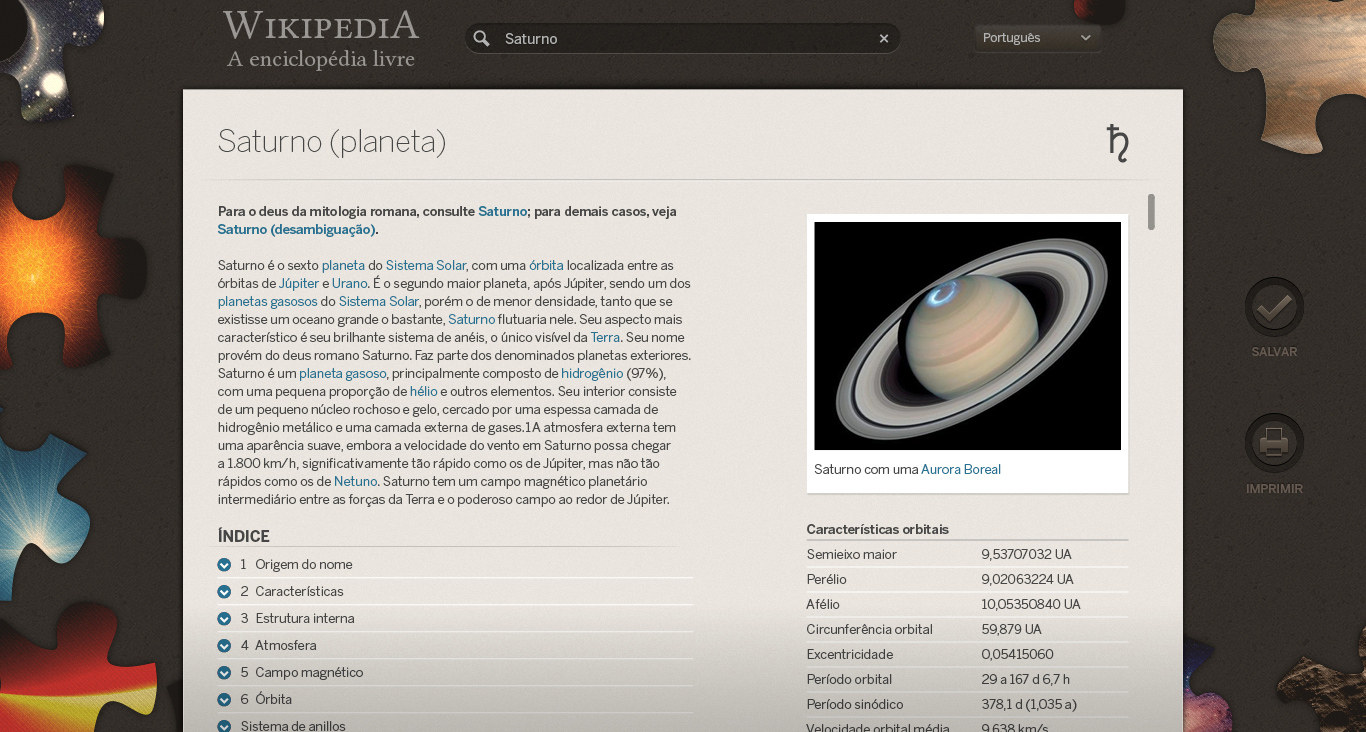 WIKIPEDIA
A enciclopédia livre
Saturno
Português
Saturno (planeta)
Para o deus da mitologia romana, consulte Saturno; para demais casos, veja
Saturno (desambiguação).
Saturno é o sexto planeta do Sistema Solar, com uma órbita localizada entre as
órbitas de Júpiter e Urano. É o segundo maior planeta, após Júpiter, sendo um dos
planetas gasosos do Sistema Solar, porém o de menor densidade, tanto que se
existisse um oceano grande o bastante, Saturno flutuaria nele. Seu aspecto mais
característico é seu brilhante sistema de anéis, o único visível da Terra. Seu nome
provém do deus romano Saturno. Faz parte dos denominados planetas exteriores.
Saturno é um planeta gasoso, principalmente composto de hidrogênio (97%),
com uma pequena proporção de hélio e outros elementos. Seu interior consiste
de um pequeno núcleo rochoso e gelo, cercado por uma espessa camada de
hidrogênio metálico e uma camada externa de gases.1 A atmosfera externa tem
uma aparência suave, embora a velocidade do vento em Saturno possa chegar
a 1.800 km/h, significativamente tão rápido como os de Júpiter, mas não tão
rápidos como os de Netuno. Saturno tem um campo magnético planetário
intermediário entre as forças da Terra e o poderoso campo ao redor de Júpiter.
ÍNDICE
1 Origem do nome
2 Características
3 Estrutura interna
4 Atmosfera
5 Campo magnético
6 Órbita
Sistema de anillos
Saturno com uma Aurora Boreal
Características orbitais
Semieixo maior 9,53707032 UA
Perélio 9,02063224 UA
Afélio 10,05350840 UA
Circunferência orbital 59,879 UA
Excentricidade 0,05415060
Período orbital 29 a 167 d 6,7 h
Período sinódico 378,1 d (1,035 a)
Velocidade orbital média 9,638 km/s
SALVAR
IMPRIMIR